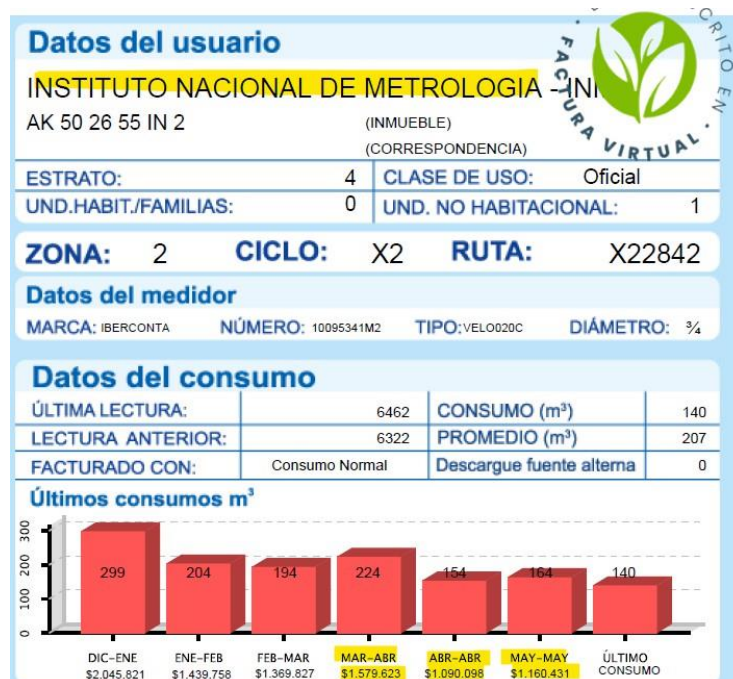 Datos del usuario
INSTITUTO NACIONAL DE METROLOGIA - INM
AK 50 26 55 IN 2 (INMUEBLE)
(CORRESPONDENCIA)
CRITO EN
FACTURA VIRTUAL
ESTRATO: 4 CLASE DE USO: Oficial
UND.HABIT./FAMILIAS: 0 UND. NO HABITACIONAL: 1
ZONA: 2 CICLO: X2 RUTA: X22842
Datos del medidor
MARCA: IBERCONTA NÚMERO: 10095341M2 TIPO:VELO020C DIÁMETRO: ¾
Datos del consumo
ÚLTIMA LECTURA: 6462 CONSUMO (m³) 140
LECTURA ANTERIOR: 6322 PROMEDIO (m³) 207
FACTURADO CON: Consumo Normal Descargue fuente alterna 0
Últimos consumos m³
300
200
100
0
299 204 194 224 154 164 140
DIC-ENE ENE-FEB FEB-MAR MAR-ABR ABR-ABR MAY-MAY ÚLTIMO CONSUMO
$2.045.821 $1.439.758 $1.369.827 $1.579.623 $1.090.098 $1.160.431